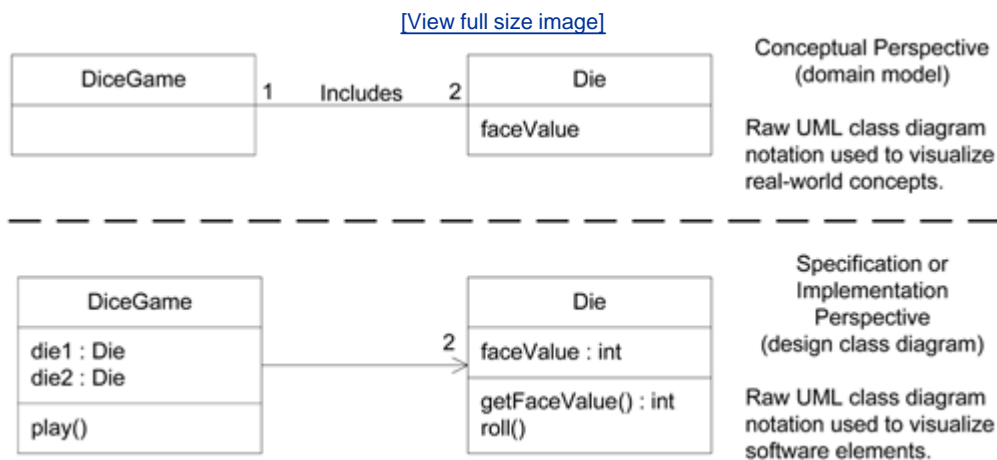 [View full size image]
DiceGame
1
Includes
2
Die
faceValue
Conceptual Perspective
(domain model)
Raw UML class diagram
notation used to visualize
real-world concepts.
DiceGame
die1 : Die
die2 : Die
play()
2
Die
faceValue : int
getFaceValue() : int
roll()
Specification or
Implementation
Perspective
(design class diagram)
Raw UML class diagram
notation used to visualize
software elements.